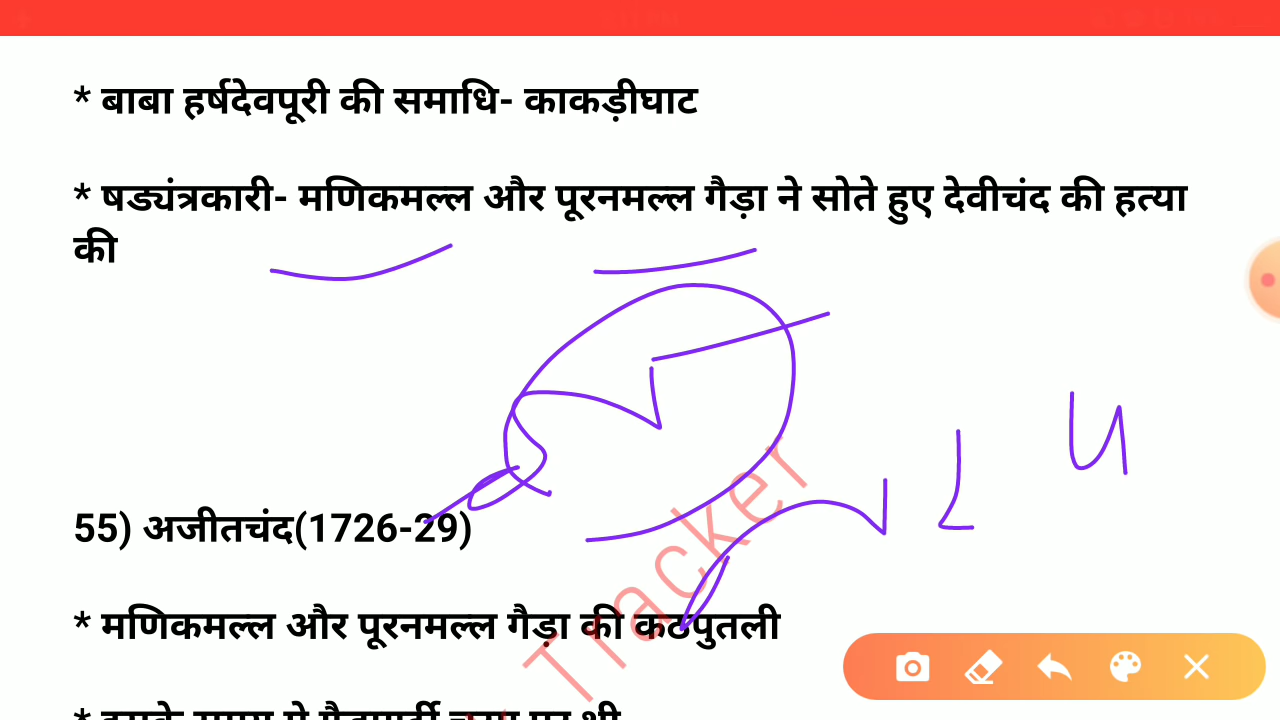 * बाबा हर्षदेवपूरी की समाधि- काकड़ीघाट
* षड्यंत्रकारी- मणिकमल्ल और पूरनमल्ल गैड़ा ने सोते हुए देवीचंद की हत्या
की
55) अजीतचंद(1726-29)
* मणिकमल्ल और पूरनमल्ल गैड़ा की कठपुतली
Tracker